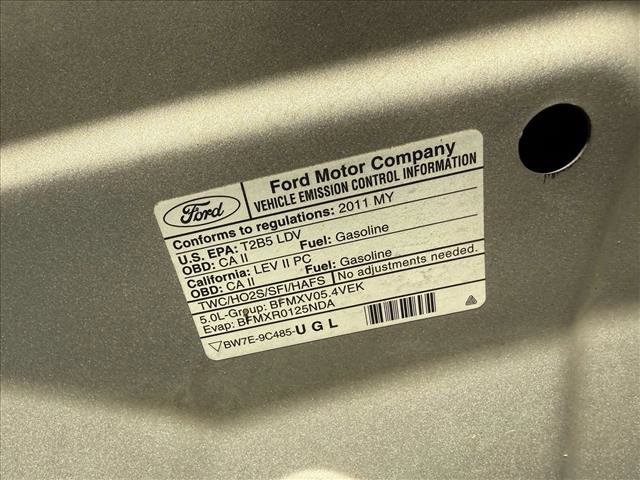 Ford
Ford Motor Company
VEHICLE EMISSION CONTROL INFORMATION
Conforms to regulations: 2011 MY
U.S. EPA: T2B5 LDV Fuel: Gasoline
OBD: CA II
California: LEV II PC Fuel: Gasoline
OBD: CA II
TWC/HO2S/SFI/HAFS No adjustments needed.
5.0L-Group: BFMXV05.4VEK
Evap: BFMXR0125NDA
BW7E-9C485-UGL